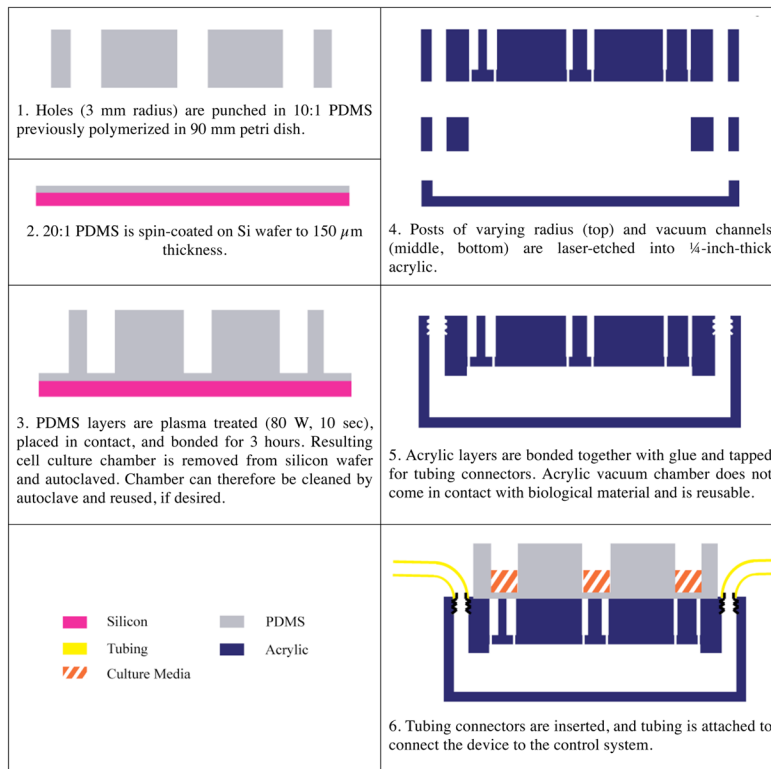 1. Holes (3 mm radius) are punched in 10:1 PDMS
previously polymerized in 90 mm petri dish.
2. 20:1 PDMS is spin-coated on Si wafer to 150 µm
thickness.
3. PDMS layers are plasma treated (80 W, 10 sec),
placed in contact, and bonded for 3 hours. Resulting
cell culture chamber is removed from silicon wafer
and autoclaved. Chamber can therefore be cleaned by
autoclave and reused, if desired.
4. Posts of varying radius (top) and vacuum channels
(middle, bottom) are laser-etched into ¼-inch-thick
acrylic.
5. Acrylic layers are bonded together with glue and tapped
for tubing connectors. Acrylic vacuum chamber does not
come in contact with biological material and is reusable.
Silicon
PDMS
Tubing
Acrylic
Culture Media
6. Tubing connectors are inserted, and tubing is attached to
connect the device to the control system.